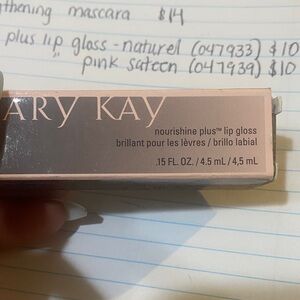 thening mascara $14
plus lip gloss - naturel (047933) $10
pink sateen (047939) $10
ARY KAY
nourishine plus™ lip gloss
brillant pour les lèvres / brillo labial
.15 FL. OZ. / 4.5 mL / 4,5 mL